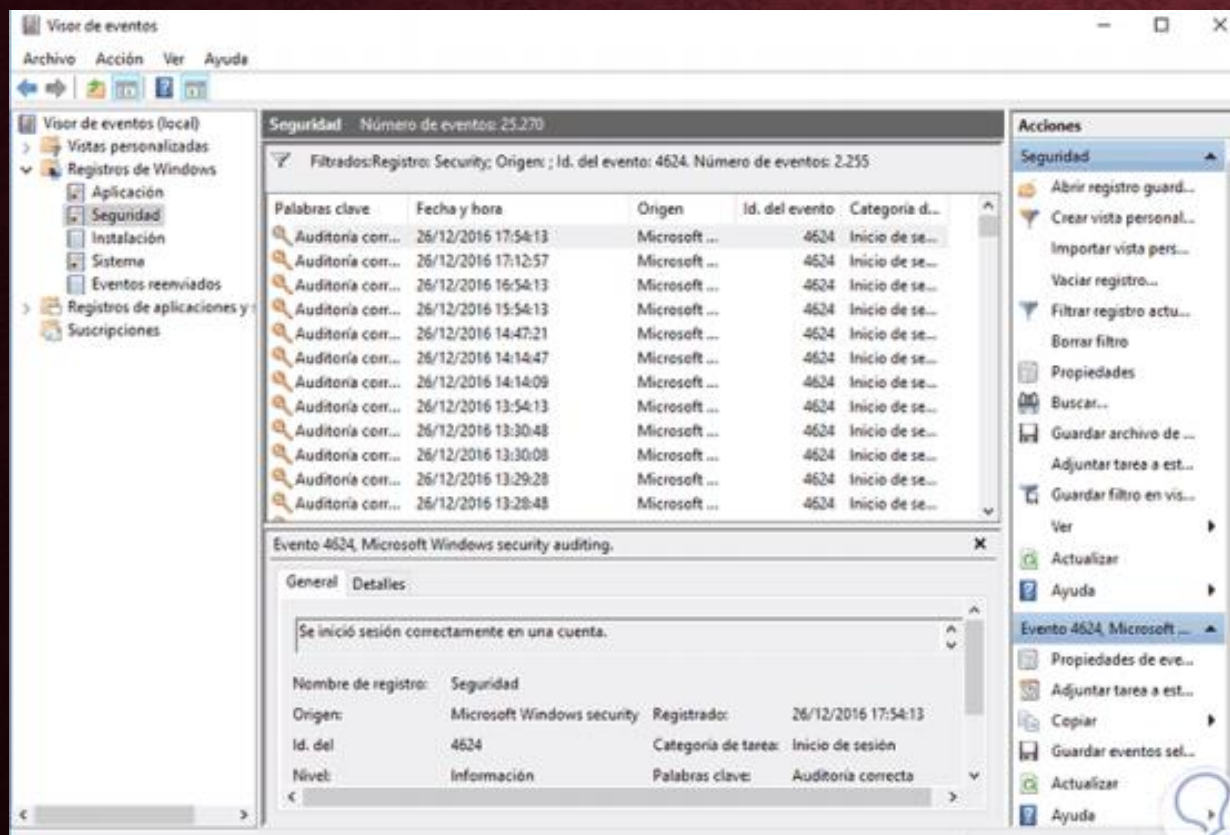 Visor de eventos
Archivo Acción Ver Ayuda
Visor de eventos (local)
Vistas personalizadas
Registros de Windows
Aplicación
Seguridad
Instalación
Sistema
Eventos reenviados
Registros de aplicaciones y
Suscripciones
Seguridad Número de eventos: 25.270
Filtrados:Registro: Security; Origen: ; Id. del evento: 4624. Número de eventos: 2.255
Palabras clave Fecha y hora Origen Id. del evento Categoría d...
Auditoría corr... 26/12/2016 17:54:13 Microsoft ... 4624 Inicio de se...
Auditoría corr... 26/12/2016 17:12:57 Microsoft ... 4624 Inicio de se...
Auditoría corr... 26/12/2016 16:54:13 Microsoft ... 4624 Inicio de se...
Auditoría corr... 26/12/2016 15:54:13 Microsoft ... 4624 Inicio de se...
Auditoría corr... 26/12/2016 14:47:21 Microsoft ... 4624 Inicio de se...
Auditoría corr... 26/12/2016 14:14:47 Microsoft ... 4624 Inicio de se...
Auditoría corr... 26/12/2016 14:14:09 Microsoft ... 4624 Inicio de se...
Auditoría corr... 26/12/2016 13:54:13 Microsoft ... 4624 Inicio de se...
Auditoría corr... 26/12/2016 13:30:48 Microsoft ... 4624 Inicio de se...
Auditoría corr... 26/12/2016 13:30:08 Microsoft ... 4624 Inicio de se...
Auditoría corr... 26/12/2016 13:29:28 Microsoft ... 4624 Inicio de se...
Auditoría corr... 26/12/2016 13:28:48 Microsoft ... 4624 Inicio de se...
Evento 4624, Microsoft Windows security auditing.
General Detalles
Se inició sesión correctamente en una cuenta.
Nombre de registro: Seguridad
Origen: Microsoft Windows security Registrado: 26/12/2016 17:54:13
Id. del 4624 Categoría de tarea: Inicio de sesión
Nivel: Información Palabras clave: Auditoría correcta
Acciones
Seguridad
Abrir registro guard...
Crear vista personal...
Importar vista pers...
Vaciar registro...
Filtrar registro actu...
Borrar filtro
Propiedades
Buscar...
Guardar archivo de ...
Adjuntar tarea a est...
Guardar filtro en vis...
Ver
Actualizar
Ayuda
Evento 4624, Microsoft ...
Propiedades de eve...
Adjuntar tarea a est...
Copiar
Guardar eventos sel...
Actualizar
Ayuda